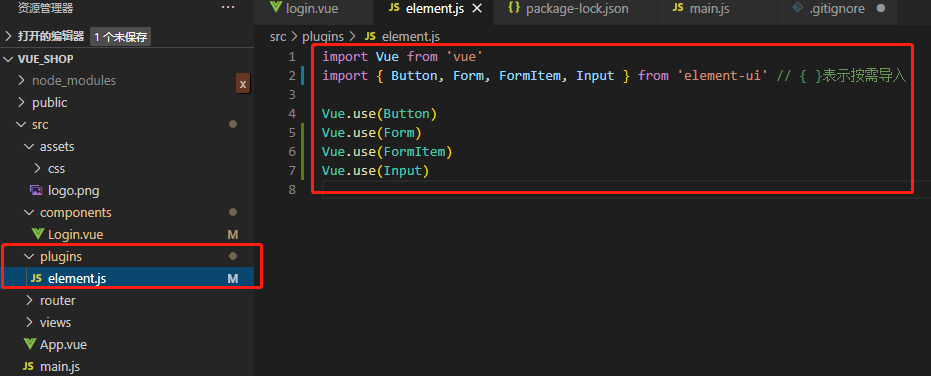 资源管理器
···
login.vue
JS element.js
{} package-lock.json
JS main.js
.gitignore
打开的编辑器 1 个未保存
src > plugins > JS element.js
VUE_SHOP
node_modules
x
public
src
assets
css
logo.png
components
Login.vue M
plugins
JS element.js M
router
views
App.vue
JS main.js
1 import Vue from 'vue'
2 import { Button, Form, FormItem, Input } from 'element-ui' // { }表示按需导入
3
4 Vue.use(Button)
5 Vue.use(Form)
6 Vue.use(FormItem)
7 Vue.use(Input)
8